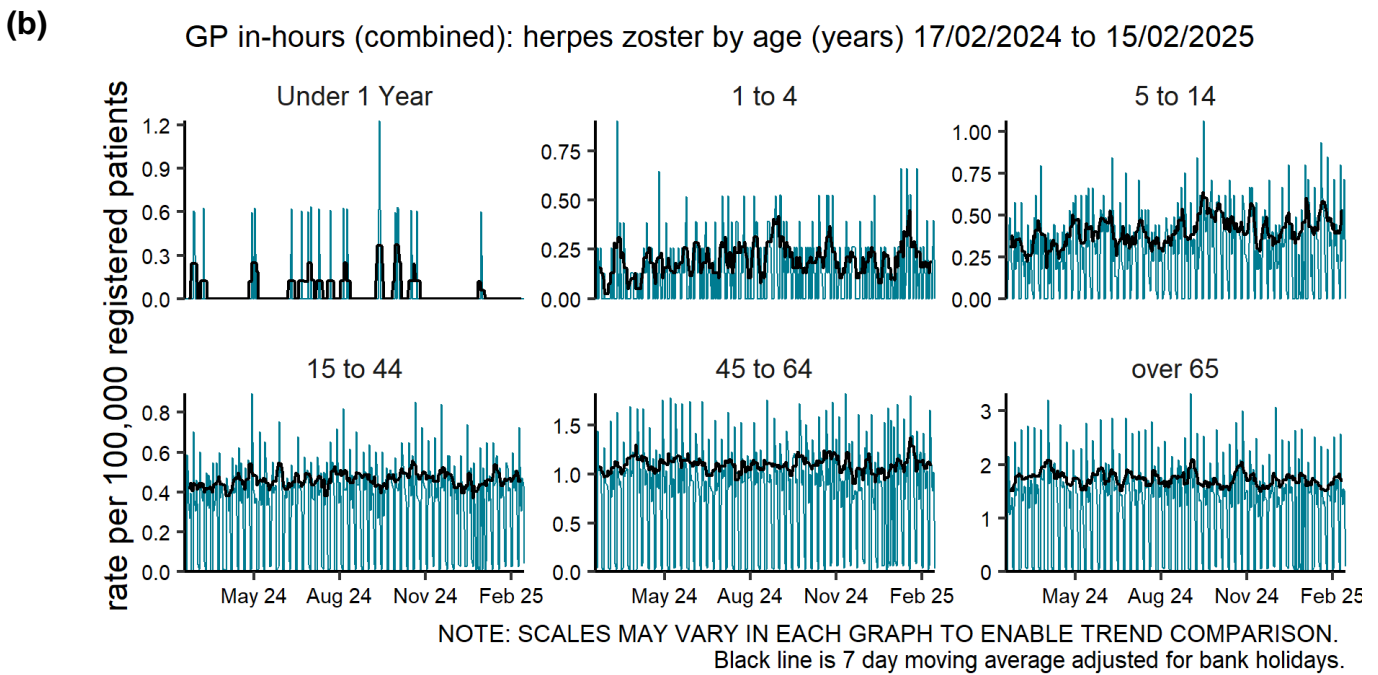 (b)
GP in-hours (combined): herpes zoster by age (years) 17/02/2024 to 15/02/2025
rate per 100,000 registered patients
Under 1 Year
1.2
0.9
0.6
0.3
0.0
1 to 4
0.75
0.50
0.25
0.00
5 to 14
1.00
0.75
0.50
0.25
0.00
15 to 44
0.8
0.6
0.4
0.2
0.0
May 24 Aug 24 Nov 24 Feb 25
45 to 64
1.5
1.0
0.5
0.0
May 24 Aug 24 Nov 24 Feb 25
over 65
3
2
1
0
May 24 Aug 24 Nov 24 Feb 25
NOTE: SCALES MAY VARY IN EACH GRAPH TO ENABLE TREND COMPARISON.
Black line is 7 day moving average adjusted for bank holidays.